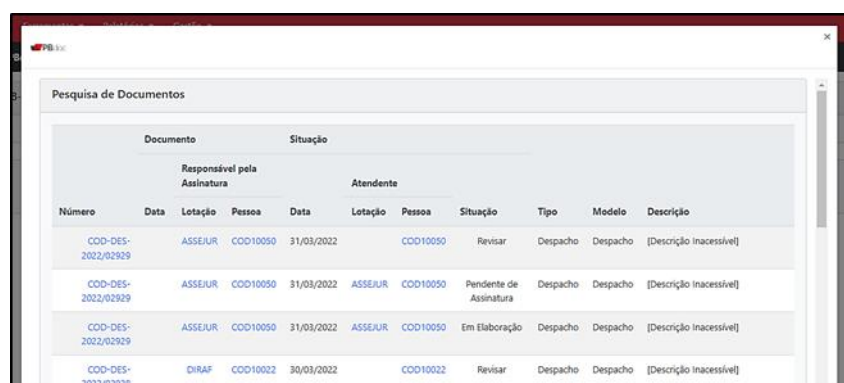 Relatórios Gestão
PBdoc
×
Pesquisa de Documentos
Documento Situação
Responsável pela Assinatura Atendente
Número Data Lotação Pessoa Data Lotação Pessoa Situação Tipo Modelo Descrição
COD-DES-2022/02929 ASSEJUR COD10050 31/03/2022 COD10050 Revisar Despacho Despacho [Descrição Inacessível]
COD-DES-2022/02929 ASSEJUR COD10050 31/03/2022 ASSEJUR COD10050 Pendente de Assinatura Despacho Despacho [Descrição Inacessível]
COD-DES-2022/02929 ASSEJUR COD10050 31/03/2022 ASSEJUR COD10050 Em Elaboração Despacho Despacho [Descrição Inacessível]
COD-DES- DIRAF COD10022 30/03/2022 COD10022 Revisar Despacho Despacho [Descrição Inacessível]